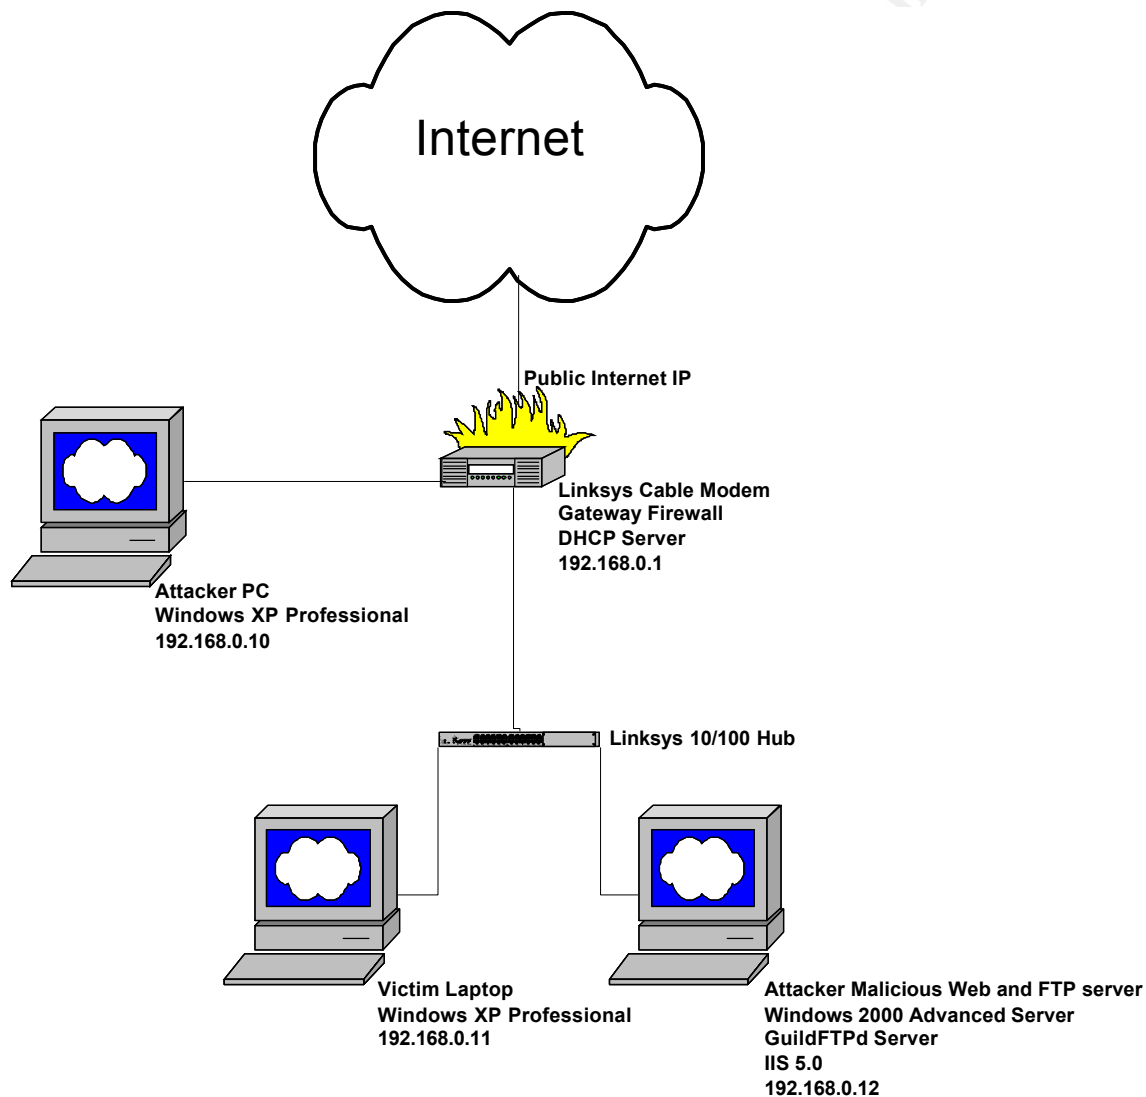 Internet
Public Internet IP
Linksys Cable Modem
Gateway Firewall
DHCP Server
192.168.0.1
Attacker PC
Windows XP Professional
192.168.0.10
Linksys 10/100 Hub
Victim Laptop
Windows XP Professional
192.168.0.11
Attacker Malicious Web and FTP server
Windows 2000 Advanced Server
GuildFTPd Server
IIS 5.0
192.168.0.12